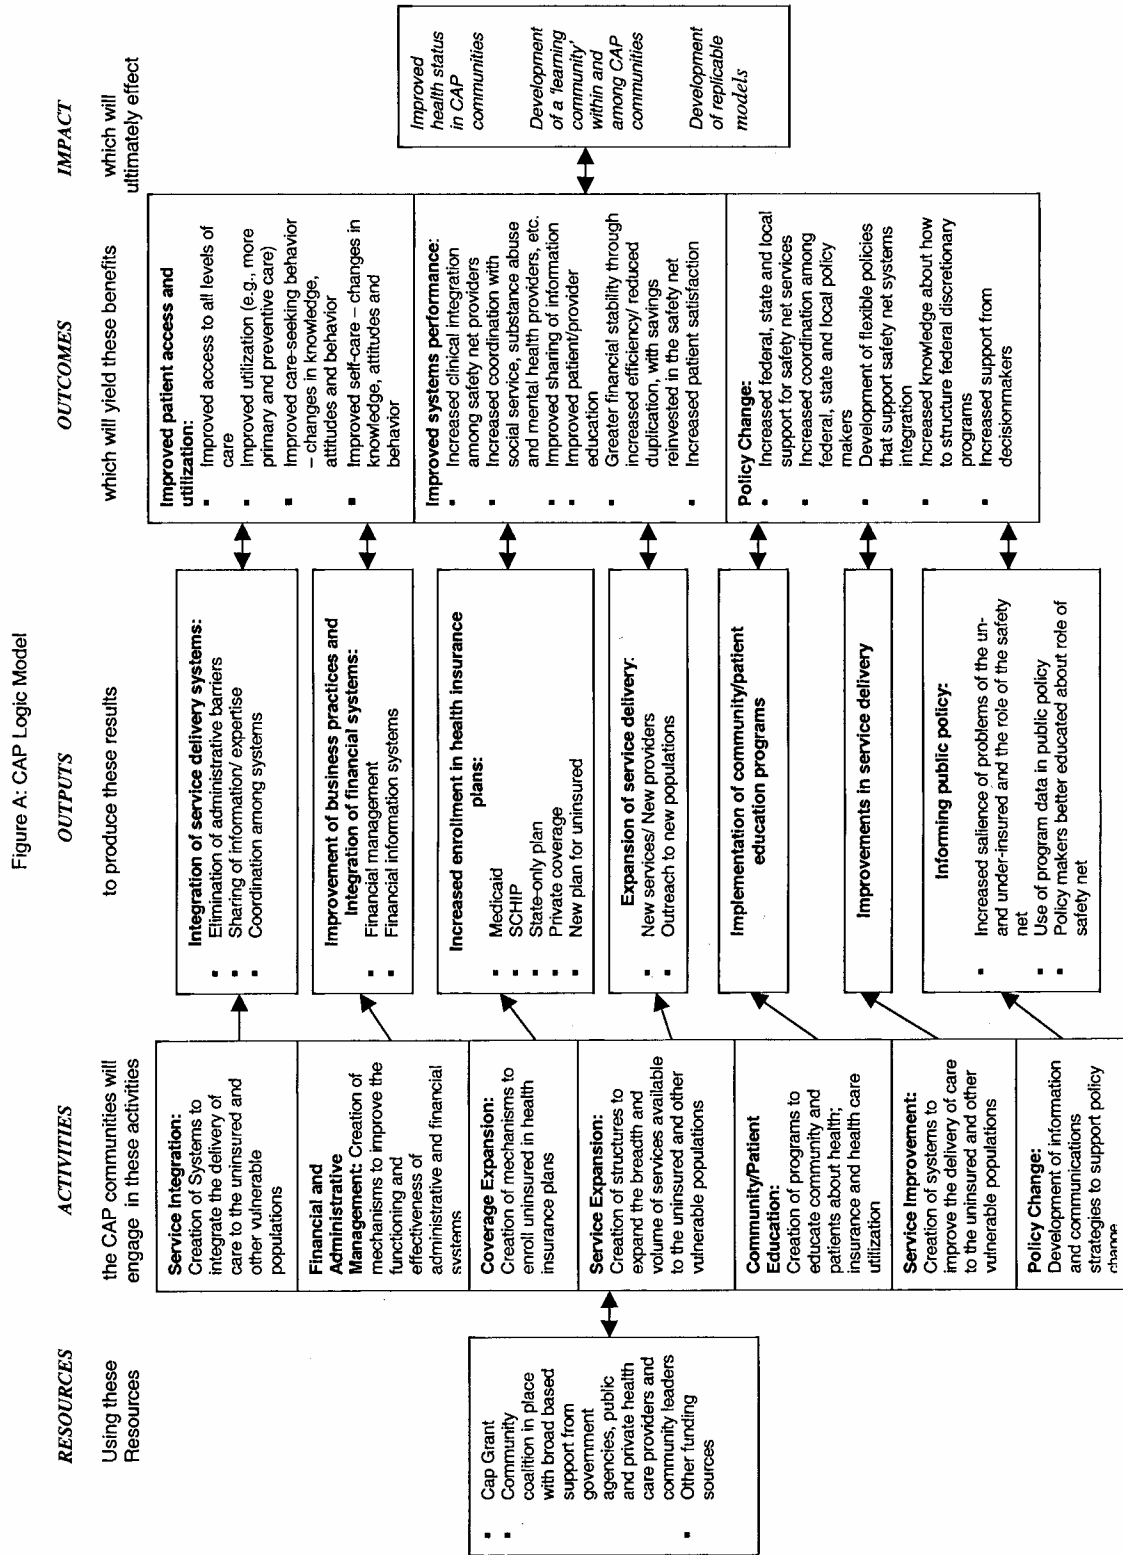 Figure A: CAP Logic Model
RESOURCES
Using these
Resources
▪ Cap Grant
▪ Community
coalition in place
with broad based
support from
government
agencies, public
and private health
care providers and
community leaders
▪ Other funding
sources
ACTIVITIES
the CAP communities will
engage in these activities
Service Integration:
Creation of Systems to
integrate the delivery of
care to the uninsured and
other vulnerable
populations
Financial and
Administrative
Management: Creation of
mechanisms to improve the
functioning and
effectiveness of
administrative and financial
systems
Coverage Expansion:
Creation of mechanisms to
enroll uninsured in health
insurance plans
Service Expansion:
Creation of structures to
expand the breadth and
volume of services available
to the uninsured and other
vulnerable populations
Community/Patient
Education:
Creation of programs to
educate community and
patients about health;
insurance and health care
utilization
Service Improvement:
Creation of systems to
improve the delivery of care
to the uninsured and other
vulnerable populations
Policy Change:
Development of information
and communications
strategies to support policy
change
OUTPUTS
to produce these results
Integration of service delivery systems:
▪ Elimination of administrative barriers
▪ Sharing of information/ expertise
▪ Coordination among systems
Improvement of business practices and
Integration of financial systems:
▪ Financial management
▪ Financial information systems
Increased enrollment in health insurance
plans:
▪ Medicaid
▪ SCHIP
▪ State-only plan
▪ Private coverage
▪ New plan for uninsured
Expansion of service delivery:
▪ New services/ New providers
▪ Outreach to new populations
Implementation of community/patient
education programs
Improvements in service delivery
Informing public policy:
▪ Increased salience of problems of the un-
and under-insured and the role of the safety
net
▪ Use of program data in public policy
▪ Policy makers better educated about role of
safety net
OUTCOMES
which will yield these benefits
Improved patient access and
utilization:
▪ Improved access to all levels of
care
▪ Improved utilization (e.g., more
primary and preventive care)
▪ Improved care-seeking behavior
– changes in knowledge,
attitudes and behavior
▪ Improved self-care – changes in
knowledge, attitudes and
behavior
Improved systems performance:
▪ Increased clinical integration
among safety net providers
▪ Increased coordination with
social service, substance abuse
and mental health providers, etc.
▪ Improved sharing of information
▪ Improved patient/provider
education
▪ Greater financial stability through
increased efficiency/ reduced
duplication, with savings
reinvested in the safety net
▪ Increased patient satisfaction
Policy Change:
▪ Increased federal, state and local
support for safety net services
▪ Increased coordination among
federal, state and local policy
makers
▪ Development of flexible policies
that support safety net systems
integration
▪ Increased knowledge about how
to structure federal discretionary
programs
▪ Increased support from
decisionmakers
IMPACT
which will
ultimately effect
Improved
health status
in CAP
communities
Development
of a 'learning
community'
within and
among CAP
communities
Development
of replicable
models